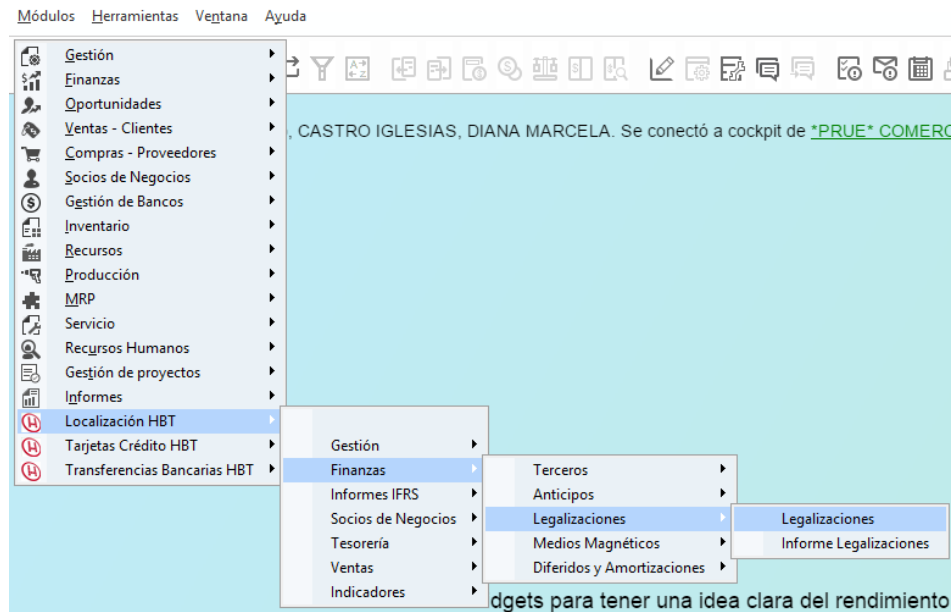 Módulos Herramientas Ventana Ayuda
Gestión
Finanzas
Oportunidades
, CASTRO IGLESIAS, DIANA MARCELA. Se conectó a cockpit de *PRUE* COMERC
Ventas - Clientes
Compras - Proveedores
Socios de Negocios
Gestión de Bancos
Inventario
Recursos
Producción
MRP
Servicio
Recursos Humanos
Gestión de proyectos
Informes
Localización HBT
Tarjetas Crédito HBT
Transferencias Bancarias HBT
Gestión
Finanzas
Informes IFRS
Socios de Negocios
Tesorería
Ventas
Indicadores
Terceros
Anticipos
Legalizaciones
Medios Magnéticos
Diferidos y Amortizaciones
Legalizaciones
Informe Legalizaciones
dgets para tener una idea clara del rendimiento